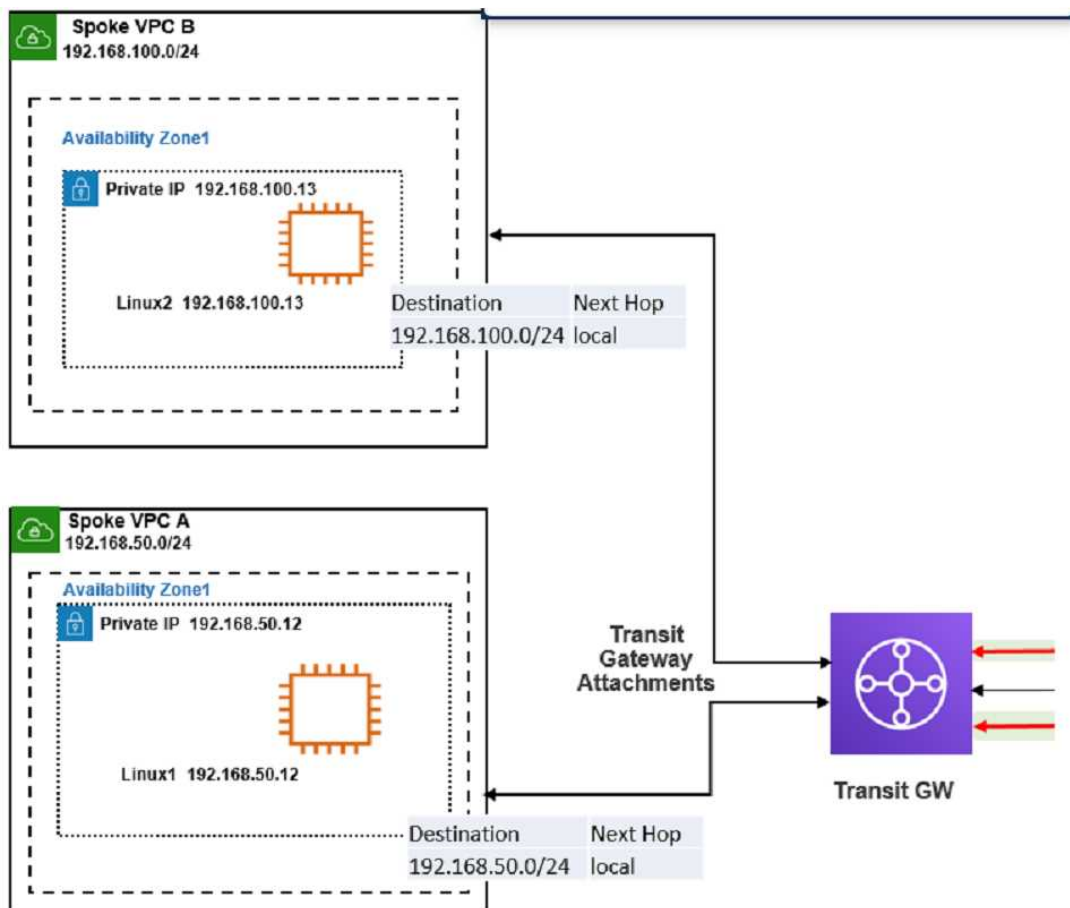 Spoke VPC B
192.168.100.0/24
Availability Zone1
Private IP 192.168.100.13
Linux2 192.168.100.13
Destination Next Hop
192.168.100.0/24 local
Spoke VPC A
192.168.50.0/24
Availability Zone1
Private IP 192.168.50.12
Linux1 192.168.50.12
Destination Next Hop
192.168.50.0/24 local
Transit
Gateway
Attachments
Transit GW